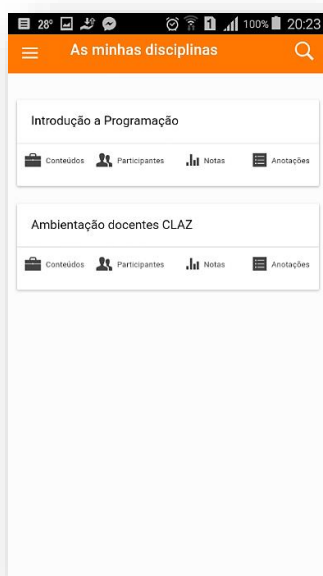 28° 1 100% 20:23
As minhas disciplinas
Introdução a Programação
Conteúdos Participantes Notas Anotações
Ambientação docentes CLAZ
Conteúdos Participantes Notas Anotações